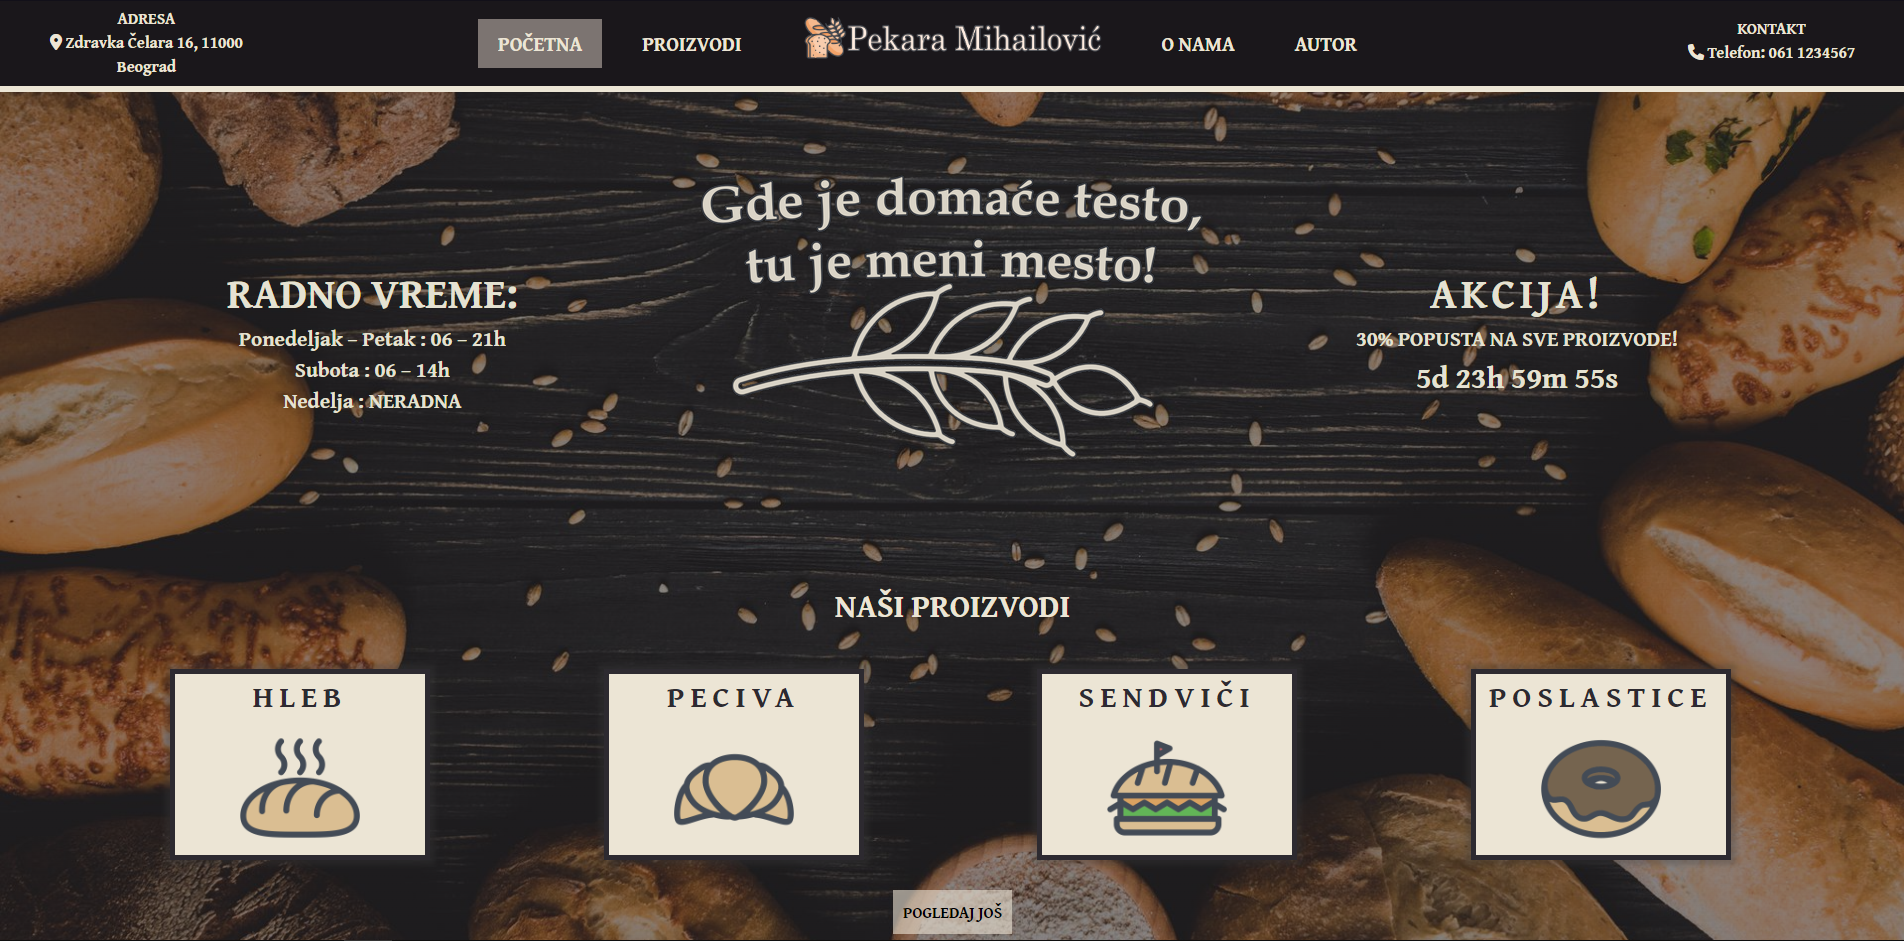 ADRESA
Zdravka Čelara 16, 11000
Beograd
POČETNA
PROIZVODI
Pekara Mihailović
O NAMA
AUTOR
KONTAKT
Telefon: 061 1234567
Gde je domaće testo,
tu je meni mesto!
RADNO VREME:
Ponedeljak – Petak : 06 – 21h
Subota : 06 – 14h
Nedelja : NERADNA
AKCIJA!
30% POPUSTA NA SVE PROIZVODE!
5d 23h 59m 55s
NAŠI PROIZVODI
HLEB
PECIVA
SENDVIČI
POSLASTICE
POGLEDAJ JOŠ